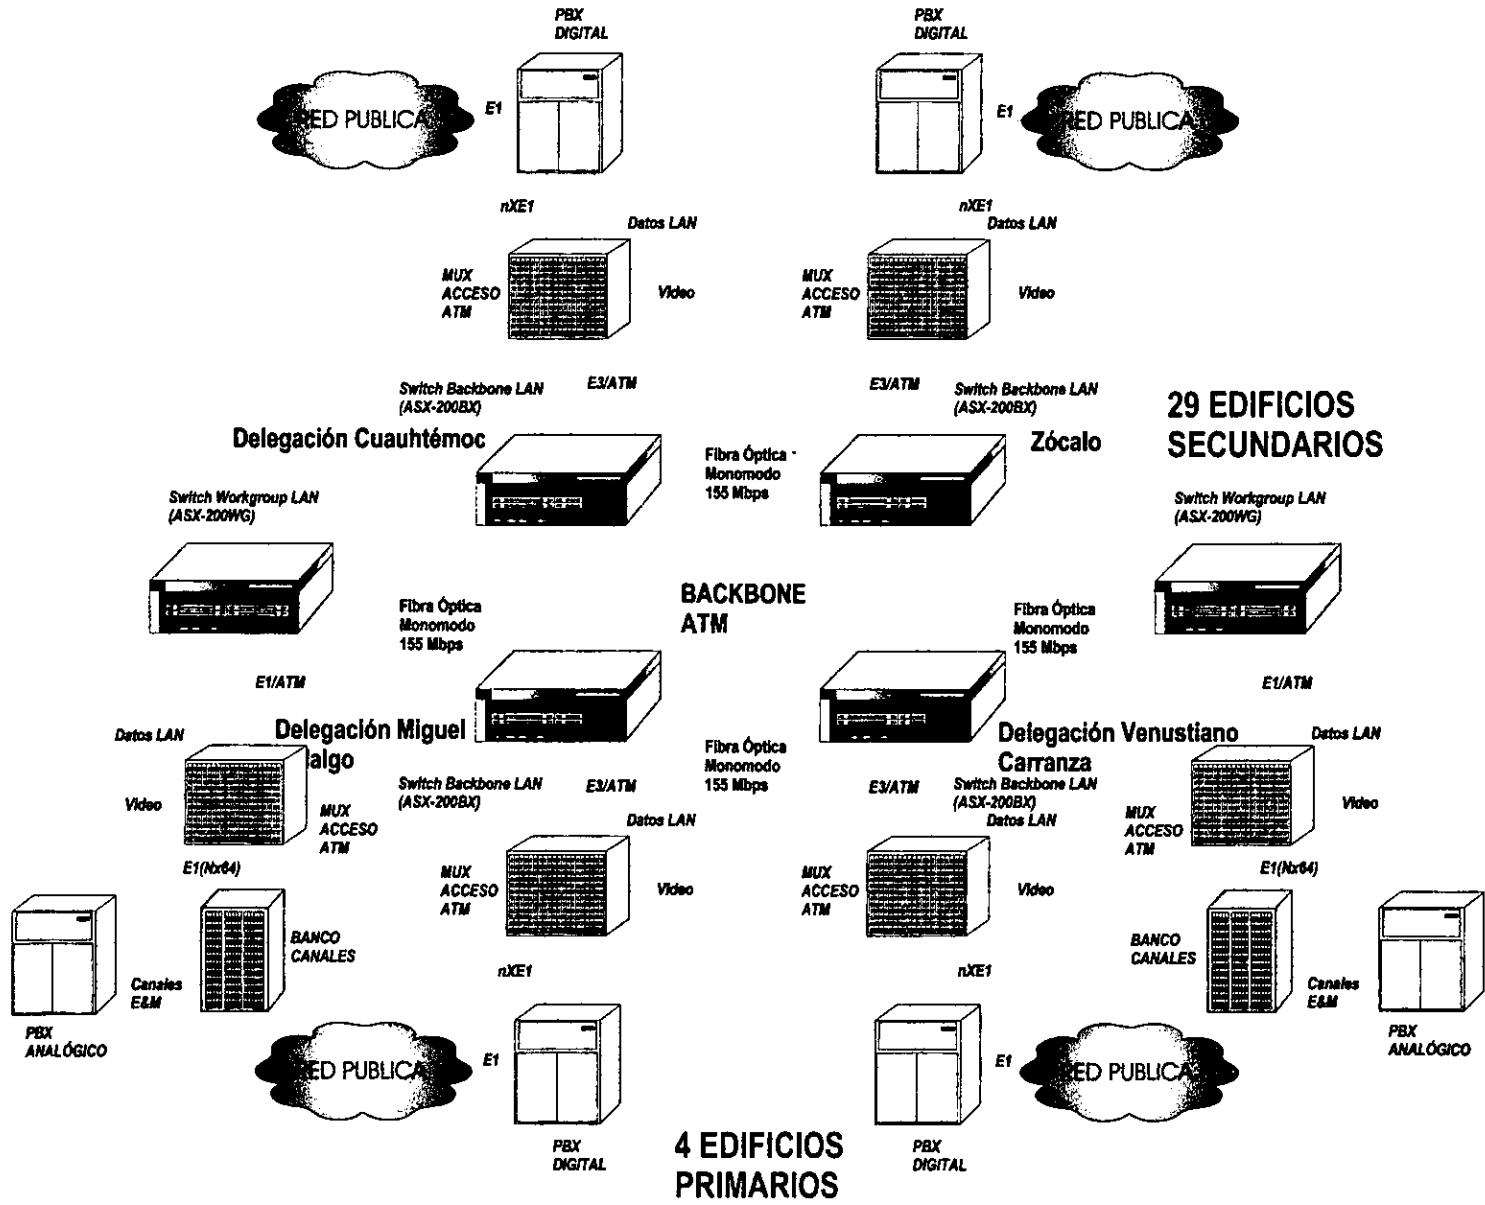 PBX
DIGITAL
PBX
DIGITAL
RED PUBLICA
E1
E1
RED PUBLICA
nXE1
Datos LAN
nXE1
Datos LAN
MUX
ACCESO
ATM
Video
MUX
ACCESO
ATM
Video
Switch Backbone LAN
(ASX-200BX)
E3/ATM
E3/ATM
Switch Backbone LAN
(ASX-200BX)
29 EDIFICIOS
SECUNDARIOS
Delegación Cuauhtémoc
Fibra Óptica
Monomodo
155 Mbps
Zócalo
Switch Workgroup LAN
(ASX-200WG)
Switch Workgroup LAN
(ASX-200WG)
Fibra Óptica
Monomodo
155 Mbps
BACKBONE
ATM
Fibra Óptica
Monomodo
155 Mbps
E1/ATM
E1/ATM
Datos LAN
Delegación Miguel
dalgo
Fibra Óptica
Monomodo
155 Mbps
Delegación Venustiano
Carranza
Datos LAN
Switch Backbone LAN
(ASX-200BX)
E3/ATM
E3/ATM
Switch Backbone LAN
(ASX-200BX)
Video
MUX
ACCESO
ATM
Datos LAN
Datos LAN
MUX
ACCESO
ATM
Video
E1(Nx64)
MUX
ACCESO
ATM
Video
MUX
ACCESO
ATM
Video
E1(Nx64)
BANCO
CANALES
BANCO
CANALES
nXE1
nXE1
Canales
E&M
Canales
E&M
PBX
ANALÓGICO
PBX
ANALÓGICO
RED PUBLICA
E1
E1
RED PUBLICA
PBX
DIGITAL
4 EDIFICIOS
PRIMARIOS
PBX
DIGITAL